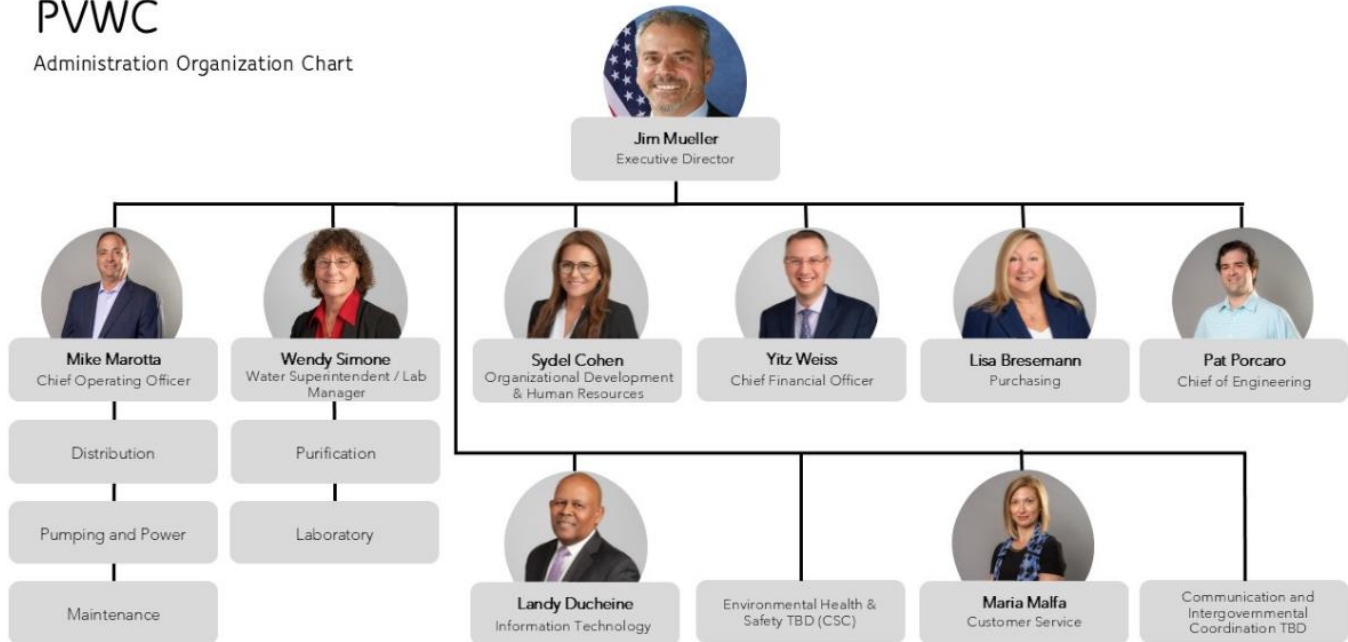 PVWC
Administration Organization Chart
Jim Mueller
Executive Director
Mike Marotta
Chief Operating Officer
Wendy Simone
Water Superintendent / Lab
Manager
Sydel Cohen
Organizational Development
& Human Resources
Yitz Weiss
Chief Financial Officer
Lisa Bresemann
Purchasing
Pat Porcaro
Chief of Engineering
Distribution
Purification
Pumping and Power
Laboratory
Maintenance
Landy Ducheine
Information Technology
Environmental Health &
Safety TBD (CSC)
Maria Malfa
Customer Service
Communication and
Intergovernmental
Coordination TBD